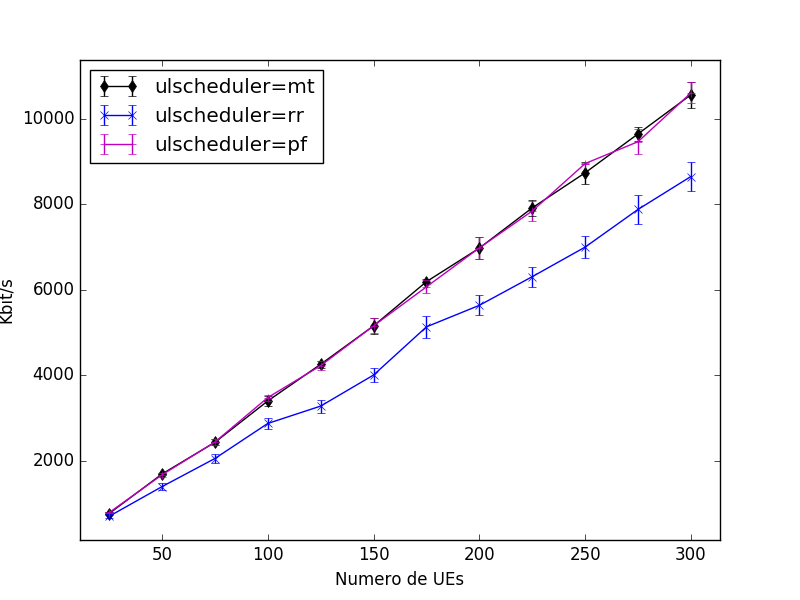 ulscheduler=mt
ulscheduler=rr
ulscheduler=pf
10000
8000
6000
4000
2000
Kbit/s
50 100 150 200 250 300
Numero de UEs